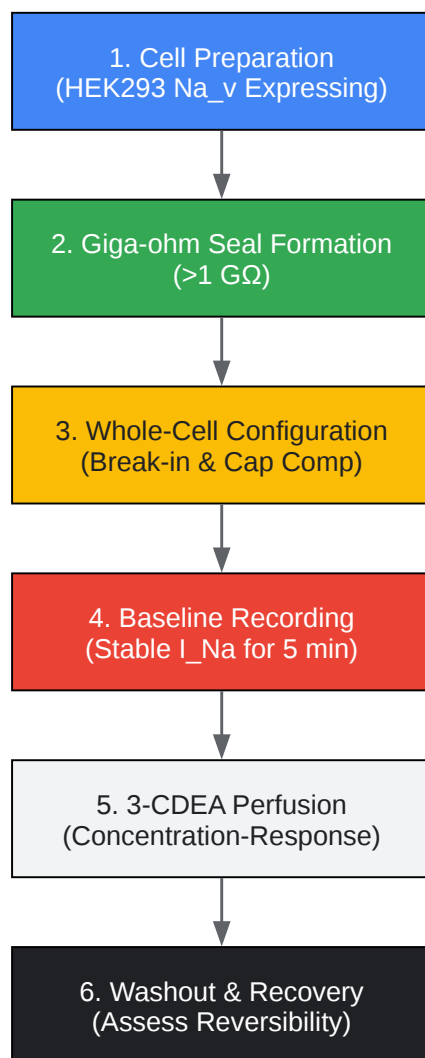 1. Cell Preparation
(HEK293 Na_v Expressing)
2. Giga-ohm Seal Formation
(>1 GΩ)
3. Whole-Cell Configuration
(Break-in & Cap Comp)
4. Baseline Recording
(Stable I_Na for 5 min)
5. 3-CDEA Perfusion
(Concentration-Response)
6. Washout & Recovery
(Assess Reversibility)